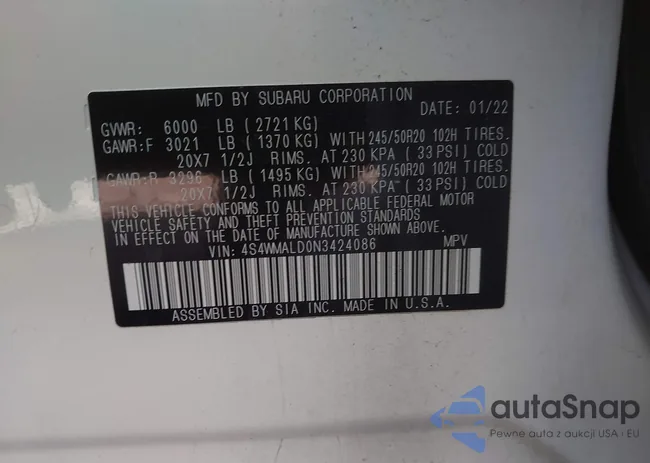 MFD BY SUBARU CORPORATION
DATE: 01/22
GVWR: 6000 LB (2721 KG)
GAWR:F 3021 LB (1370 KG) WITH 245/50R20 102H TIRES.
20X7 1/2J RIMS. AT 230 KPA (33 PSI) COLD
GAWR:R 3296 LB (1495 KG) WITH 245/50R20 102H TIRES.
20X7 1/2J RIMS. AT 230 KPA (33 PSI) COLD
THIS VEHICLE CONFORMS TO ALL APPLICABLE FEDERAL MOTOR
VEHICLE SAFETY AND THEFT PREVENTION STANDARDS
IN EFFECT ON THE DATE OF MANUFACTURE SHOWN ABOVE.
VIN: 4S4WMALD0N3424086 MPV
ASSEMBLED BY SIA INC. MADE IN U.S.A.
autoSnap
Pewne auta z aukcji USA i EU